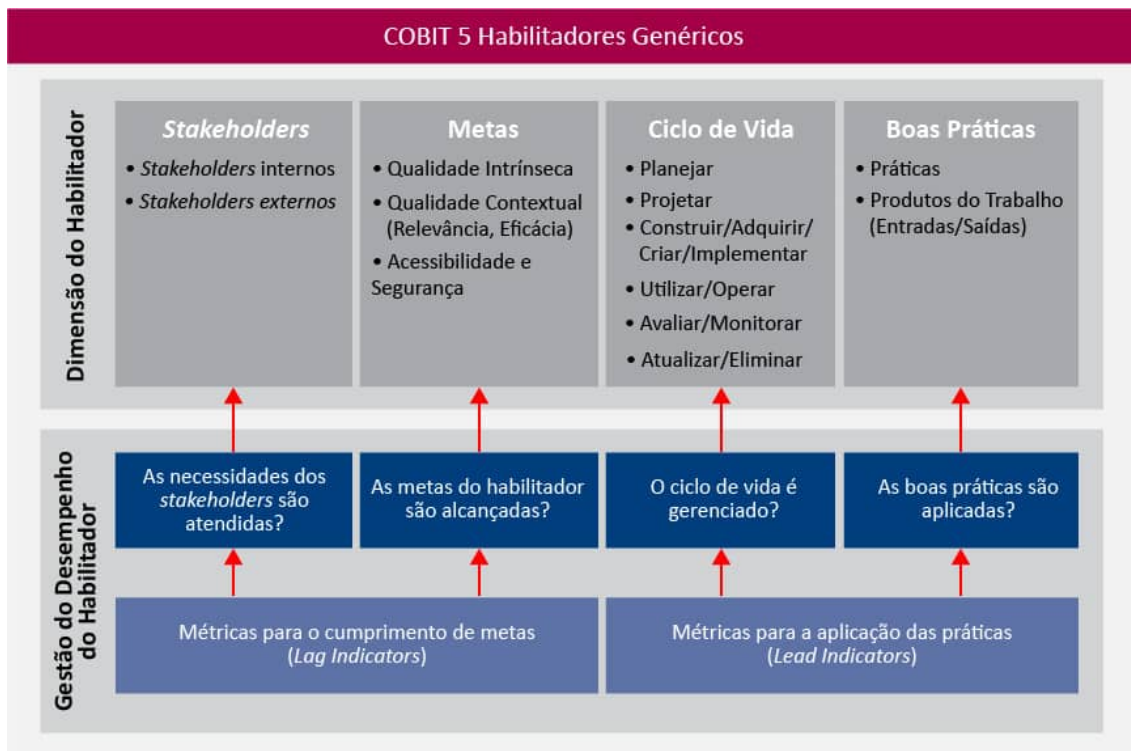 COBIT 5 Habilitadores Genéricos
Dimensão do Habilitador
Stakeholders
• Stakeholders internos
• Stakeholders externos
Metas
• Qualidade Intrínseca
• Qualidade Contextual
(Relevância, Eficácia)
• Acessibilidade e
Segurança
Ciclo de Vida
• Planejar
• Projetar
• Construir/Adquirir/
Criar/Implementar
• Utilizar/Operar
• Avaliar/Monitorar
• Atualizar/Eliminar
Boas Práticas
• Práticas
• Produtos do Trabalho
(Entradas/Saídas)
Gestão do Desempenho
do Habilitador
As necessidades dos
stakeholders são
atendidas?
As metas do habilitador
são alcançadas?
O ciclo de vida é
gerenciado?
As boas práticas são
aplicadas?
Métricas para o cumprimento de metas
(Lag Indicators)
Métricas para a aplicação das práticas
(Lead Indicators)